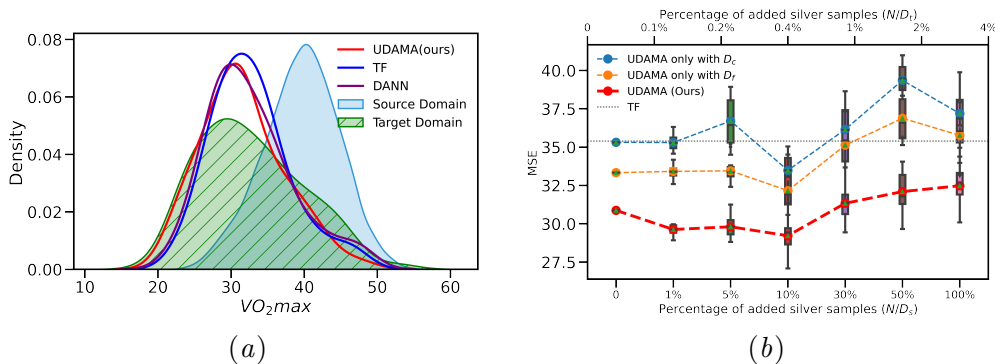 0.08
0.06
0.04
0.02
0.00
Density
10 20 30 40 50 60
VO₂max
UDAMA(ours)
TF
DANN
Source Domain
Target Domain
(a)
Percentage of added silver samples (N/Dₜ)
0 0.1% 0.2% 0.4% 1% 2% 4%
40.0
37.5
35.0
32.5
30.0
27.5
MSE
UDAMA only with D_c
UDAMA only with D_f
UDAMA (Ours)
TF
0 1% 5% 10% 30% 50% 100%
Percentage of added silver samples (N/Dₛ)
(b)